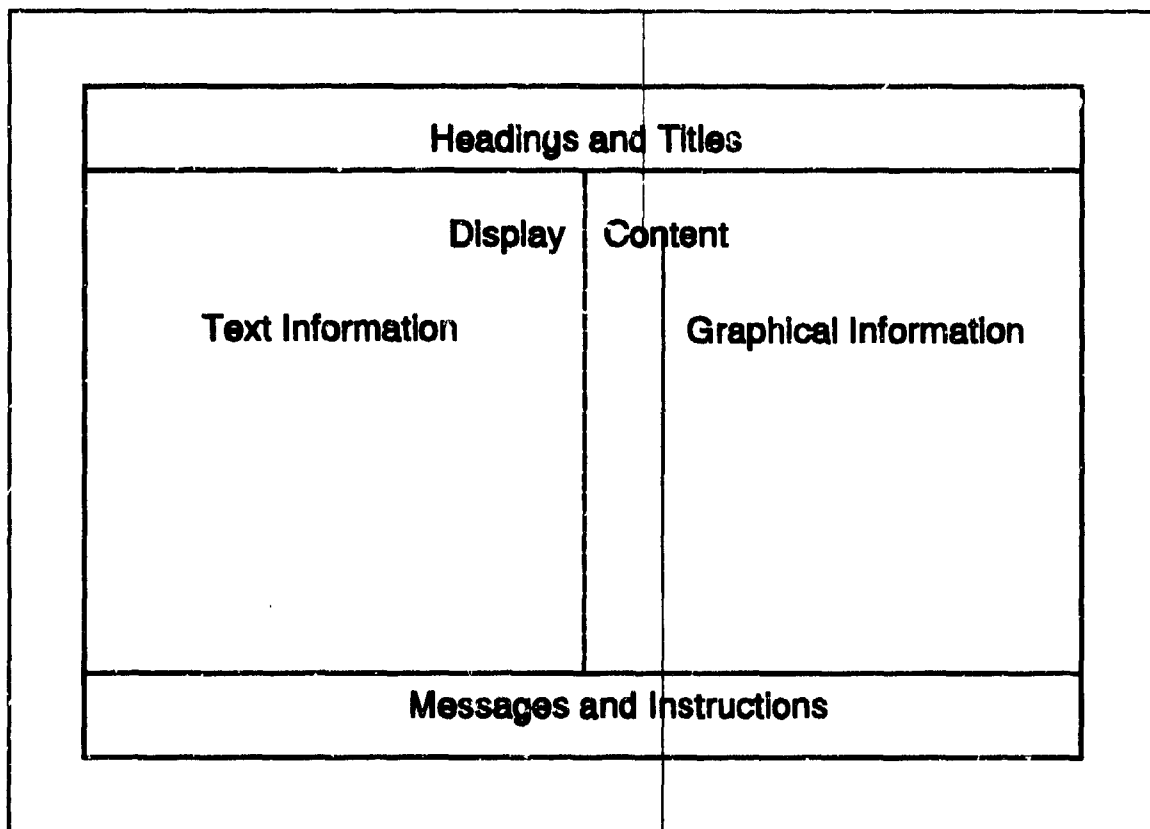 Headings and Titles
Display Content
Text Information Graphical Information
Messages and Instructions